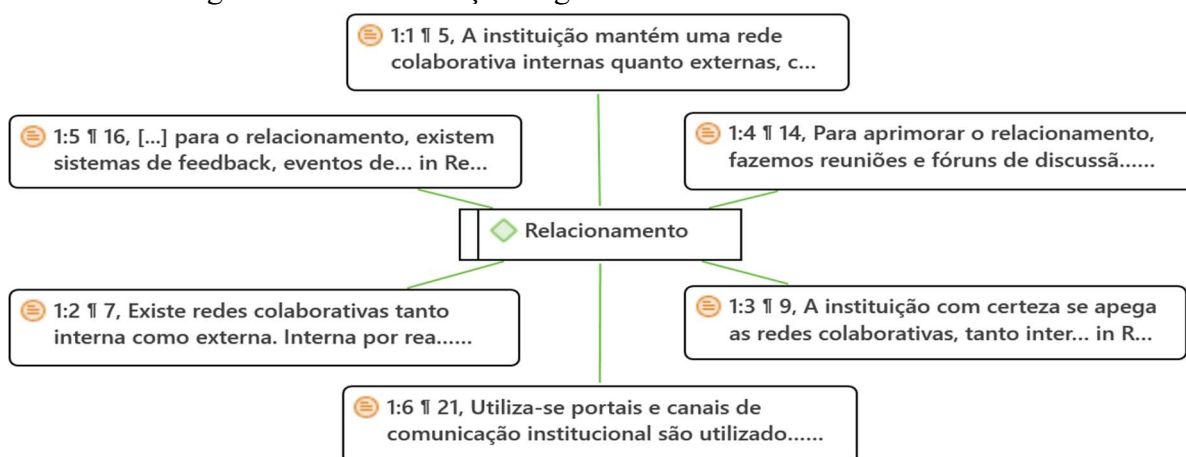 1:1 ¶ 5, A instituição mantém uma rede
colaborativa internas quanto externas, c...
1:5 ¶ 16, [...] para o relacionamento, existem
sistemas de feedback, eventos de... in Re...
1:4 ¶ 14, Para aprimorar o relacionamento,
fazemos reuniões e fóruns de discussã......
Relacionamento
1:2 ¶ 7, Existe redes colaborativas tanto
interna como externa. Interna por rea......
1:3 ¶ 9, A instituição com certeza se apega
as redes colaborativas, tanto inter... in R...
1:6 ¶ 21, Utiliza-se portais e canais de
comunicação institucional são utilizado......